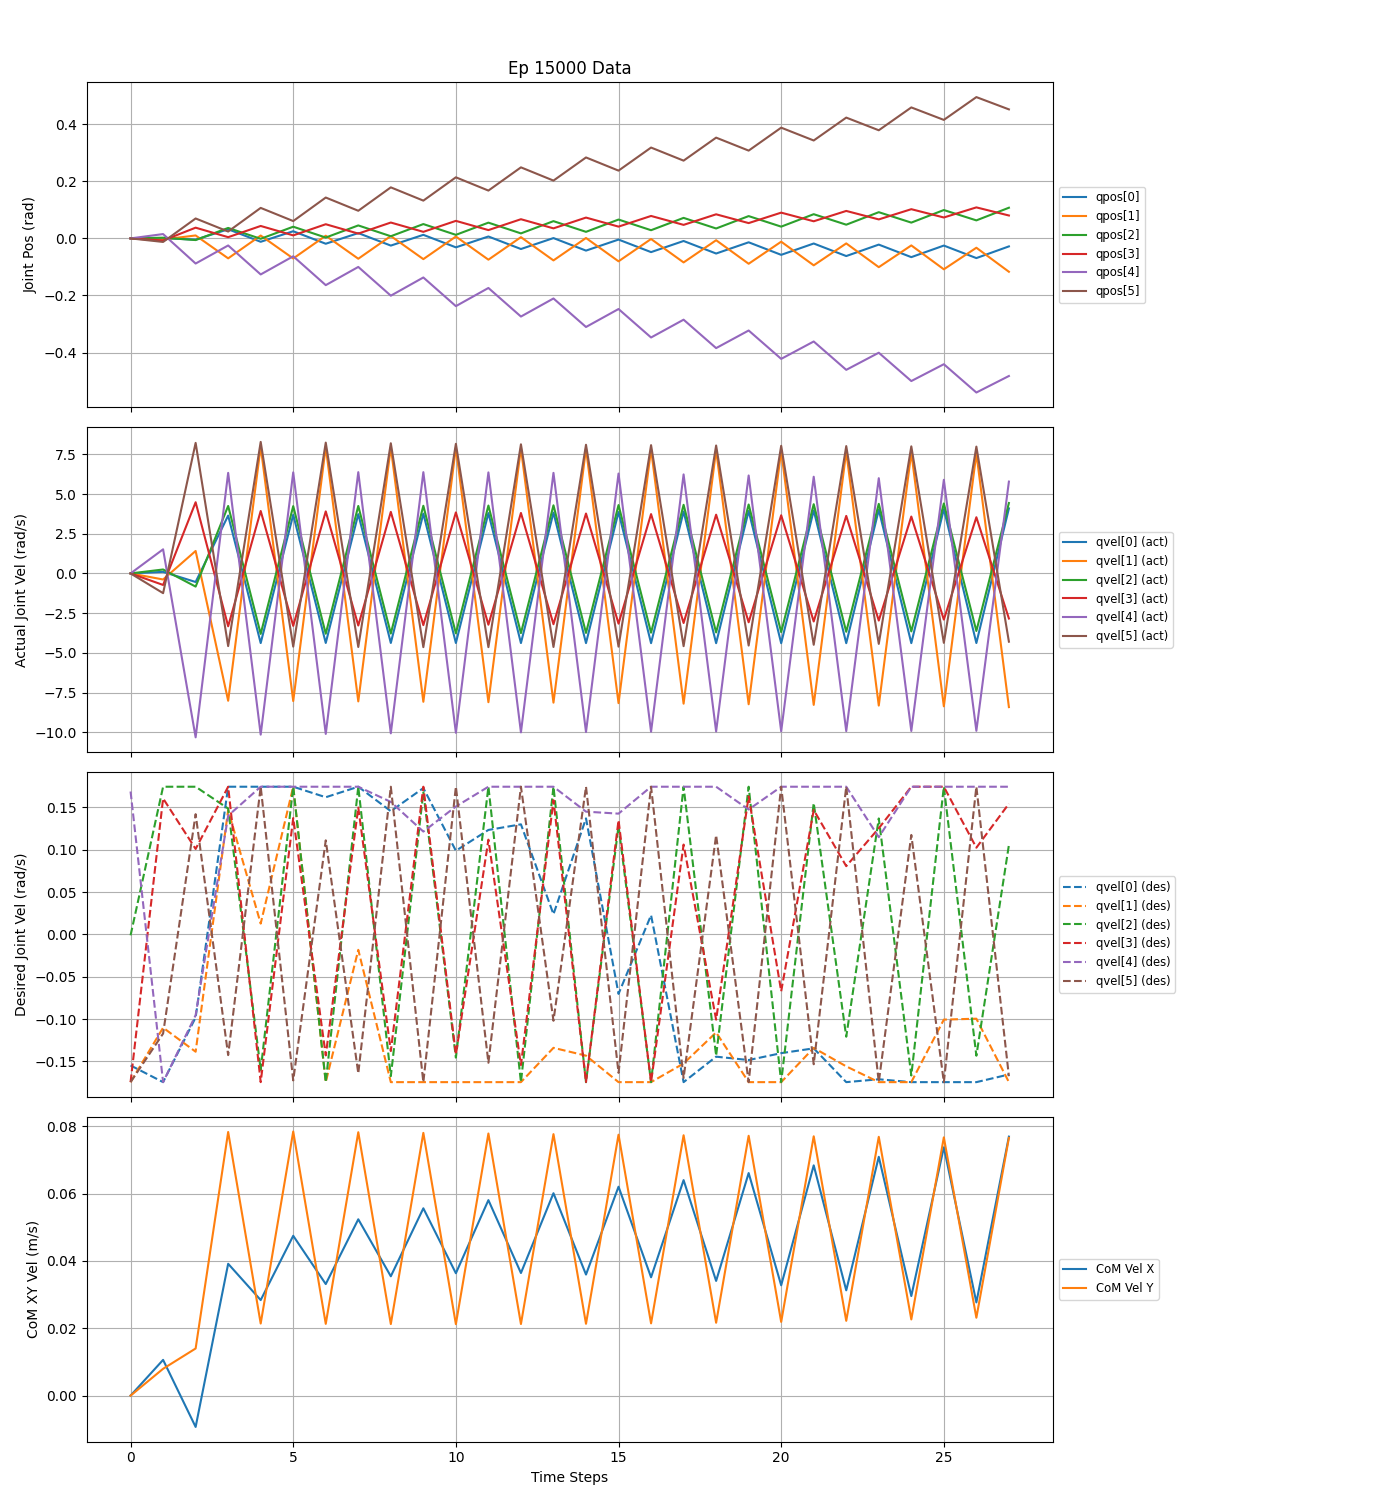 Ep 15000 Data
Joint Pos (rad)
0.4
0.2
0.0
−0.2
−0.4
qpos[0]
qpos[1]
qpos[2]
qpos[3]
qpos[4]
qpos[5]
Actual Joint Vel (rad/s)
7.5
5.0
2.5
0.0
−2.5
−5.0
−7.5
−10.0
qvel[0] (act)
qvel[1] (act)
qvel[2] (act)
qvel[3] (act)
qvel[4] (act)
qvel[5] (act)
Desired Joint Vel (rad/s)
0.15
0.10
0.05
0.00
−0.05
−0.10
−0.15
qvel[0] (des)
qvel[1] (des)
qvel[2] (des)
qvel[3] (des)
qvel[4] (des)
qvel[5] (des)
CoM XY Vel (m/s)
0.08
0.06
0.04
0.02
0.00
CoM Vel X
CoM Vel Y
0 5 10 15 20 25
Time Steps